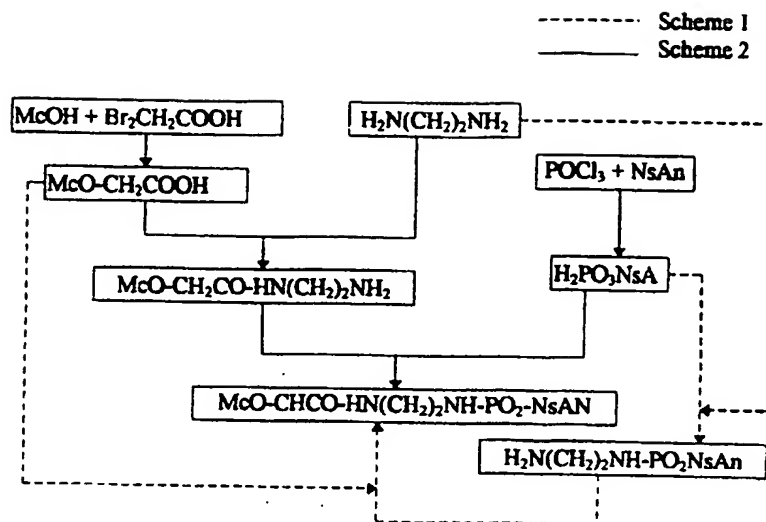 Scheme 1
Scheme 2
McOH + Br₂CH₂COOH
H₂N(CH₂)₂NH₂
POCl₃ + NsAn
McO-CH₂COOH
McO-CH₂CO-HN(CH₂)₂NH₂
H₂PO₃NsA
McO-CHCO-HN(CH₂)₂NH-PO₂-NsAN
H₂N(CH₂)₂NH-PO₂NsAn